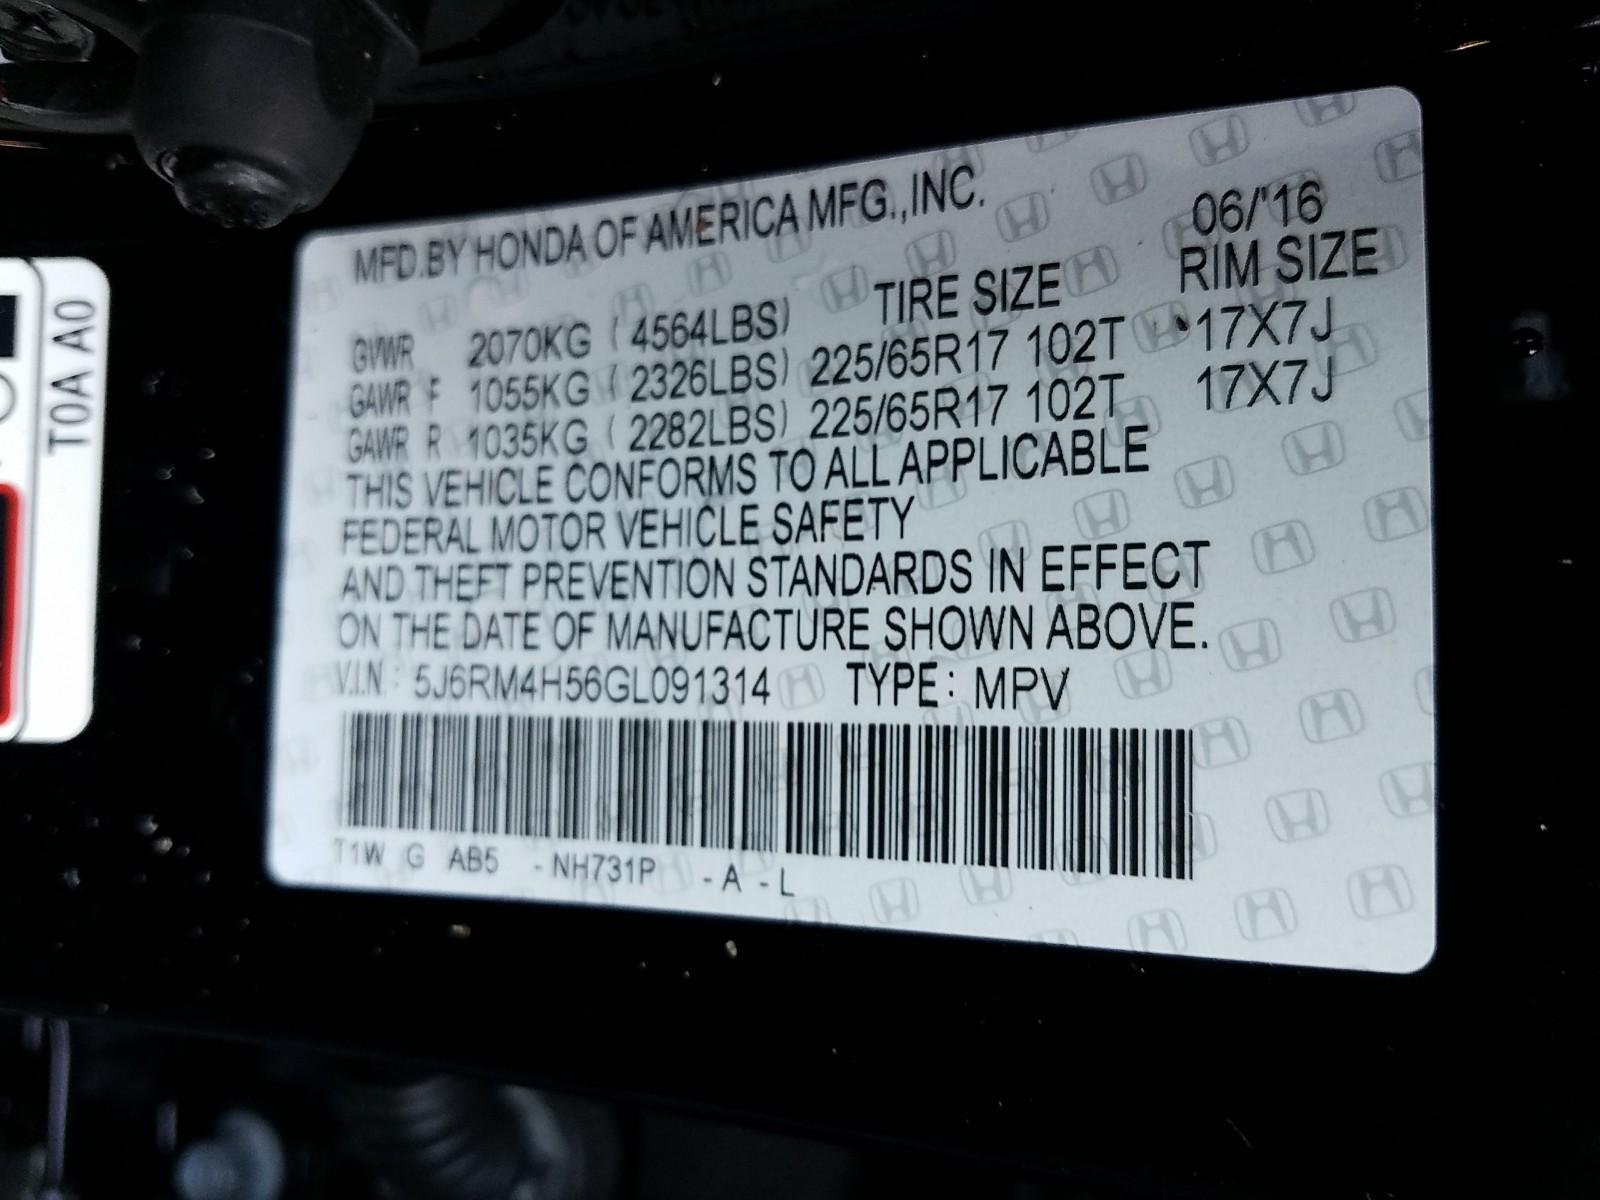 MFD.BY HONDA OF AMERICA MFG.,INC. 06/'16
TIRE SIZE RIM SIZE
GVWR 2070KG ( 4564LBS)
GAWR F 1055KG ( 2326LBS) 225/65R17 102T 17X7J
GAWR R 1035KG ( 2282LBS) 225/65R17 102T 17X7J
THIS VEHICLE CONFORMS TO ALL APPLICABLE
FEDERAL MOTOR VEHICLE SAFETY
AND THEFT PREVENTION STANDARDS IN EFFECT
ON THE DATE OF MANUFACTURE SHOWN ABOVE.
V.I.N.: 5J6RM4H56GL091314 TYPE: MPV
T1W G AB5 -NH731P -A -L
T0A A0